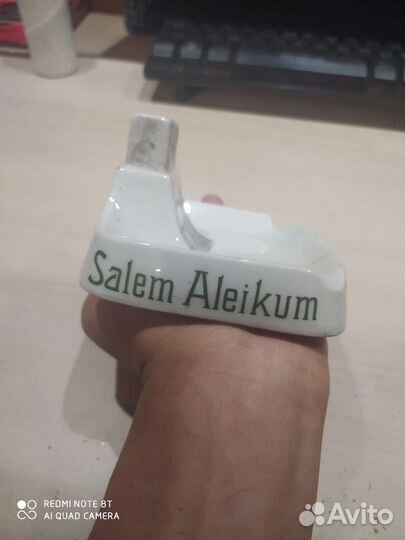 Salem Aleikum
REDMI NOTE 8T
AI QUAD CAMERA
Avito